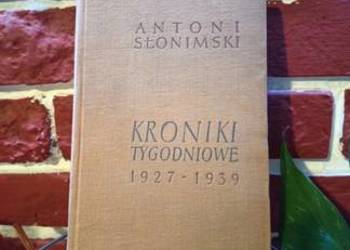 ANTONI
SŁONIMSKI
KRONIKI
TYGODNIOWE
1927-1939